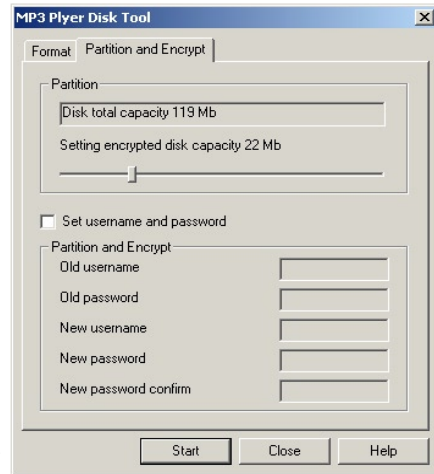 MP3 Plyer Disk Tool
Format Partition and Encrypt
Partition
Disk total capacity 119 Mb
Setting encrypted disk capacity 22 Mb
Set username and password
Partition and Encrypt
Old username
Old password
New username
New password
New password confirm
Start Close Help